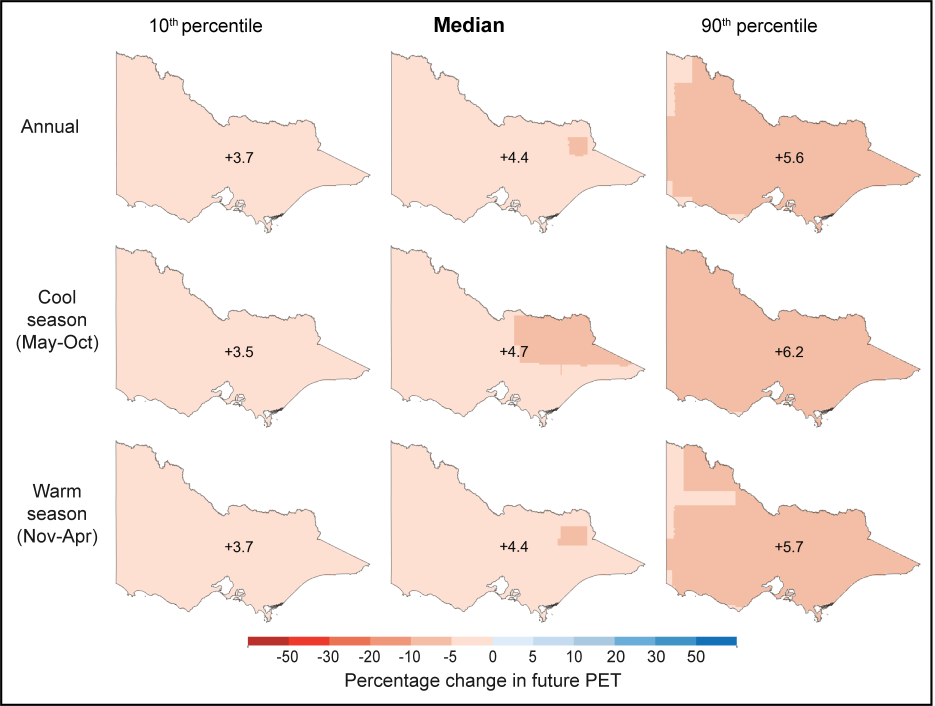 10th percentile Median 90th percentile
Annual
+3.7 +4.4 +5.6
Cool
season
(May-Oct)
+3.5 +4.7 +6.2
Warm
season
(Nov-Apr)
+3.7 +4.4 +5.7
-50 -30 -20 -10 -5 0 5 10 20 30 50
Percentage change in future PET